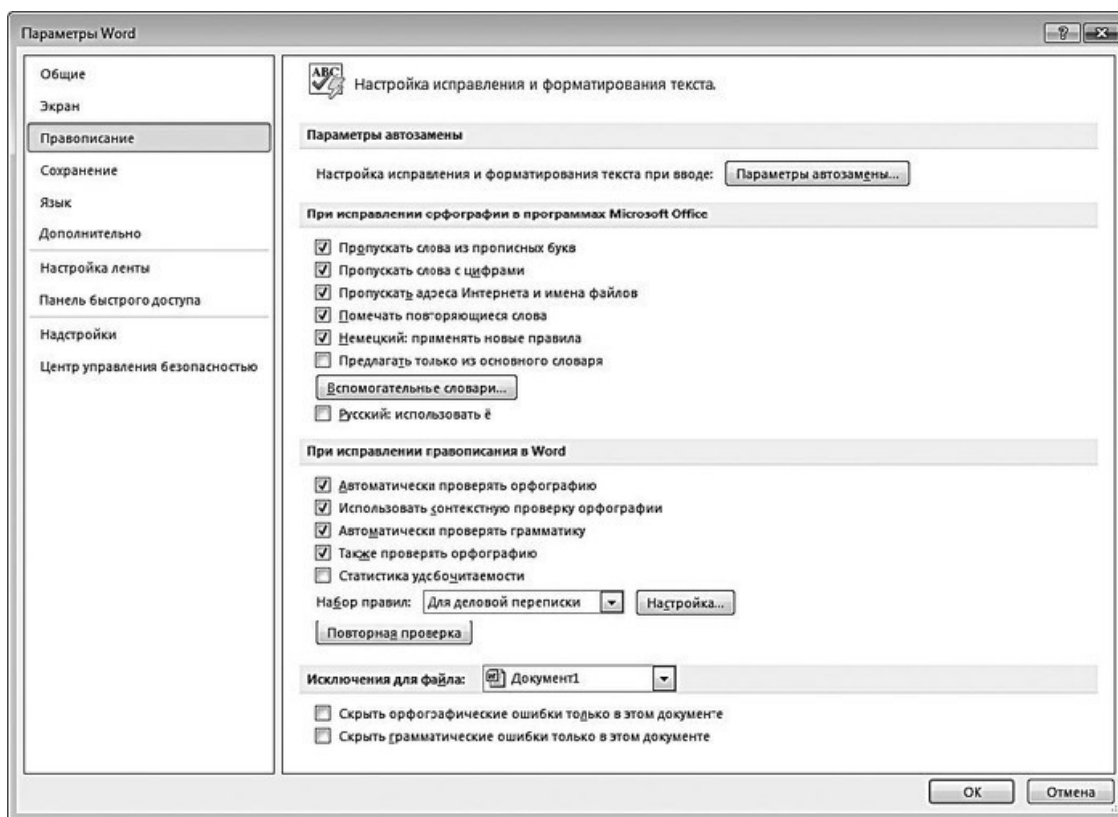 Параметры Word
Общие
Экран
Правописание
Сохранение
Язык
Дополнительно
Настройка ленты
Панель быстрого доступа
Надстройки
Центр управления безопасностью
ABC
Настройка исправления и форматирования текста.
Параметры автозамены
Настройка исправления и форматирования текста при вводе: Параметры автозамены...
При исправлении орфографии в программах Microsoft Office
Пропускать слова из прописных букв
Пропускать слова с цифрами
Пропускать адреса Интернета и имена файлов
Помечать повторяющиеся слова
Немецкий: применять новые правила
Предлагать только из основного словаря
Вспомогательные словари...
Русский: использовать ё
При исправлении правописания в Word
Автоматически проверять орфографию
Использовать контекстную проверку орфографии
Автоматически проверять грамматику
Также проверять орфографию
Статистика удобочитаемости
Набор правил: Для деловой переписки Настройка...
Повторная проверка
Исключения для файла: Документ1
Скрыть орфографические ошибки только в этом документе
Скрыть грамматические ошибки только в этом документе
ОК Отмена